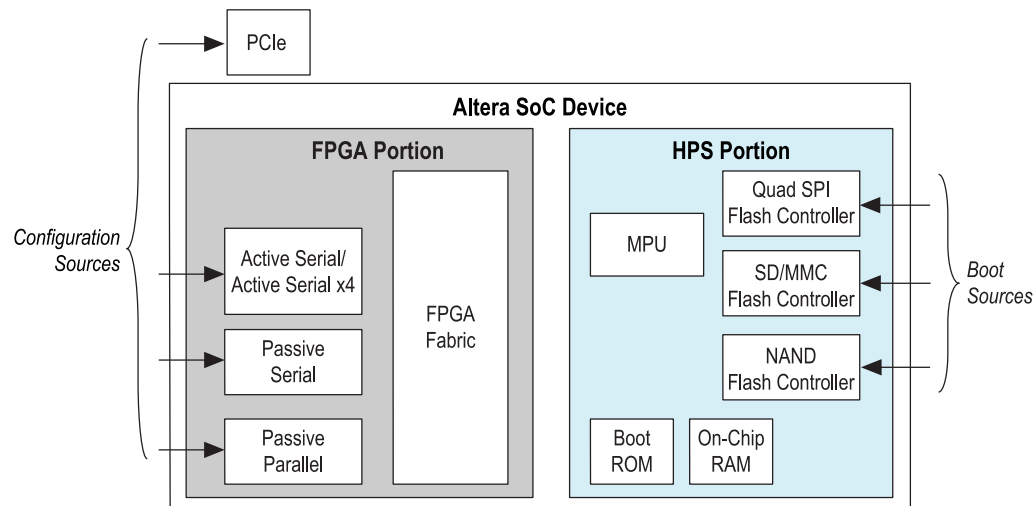 PCIe
Altera SoC Device
FPGA Portion
HPS Portion
Configuration
Sources
Active Serial/
Active Serial x4
Passive
Serial
Passive
Parallel
FPGA
Fabric
MPU
Quad SPI
Flash Controller
SD/MMC
Flash Controller
NAND
Flash Controller
Boot
ROM
On-Chip
RAM
Boot
Sources